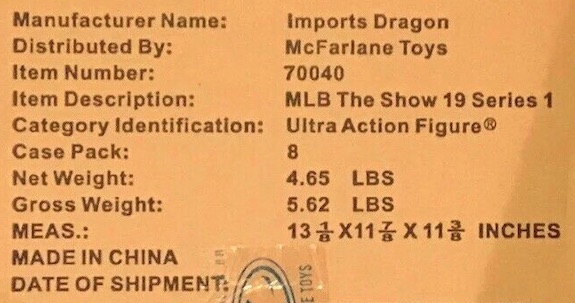 Manufacturer Name: Imports Dragon
Distributed By: McFarlane Toys
Item Number: 70040
Item Description: MLB The Show 19 Series 1
Category Identification: Ultra Action Figure®
Case Pack: 8
Net Weight: 4.65 LBS
Gross Weight: 5.62 LBS
MEAS.: 13 1/8 X11 7/8 X 11 3/8 INCHES
MADE IN CHINA
DATE OF SHIPMENT:
E TOYS